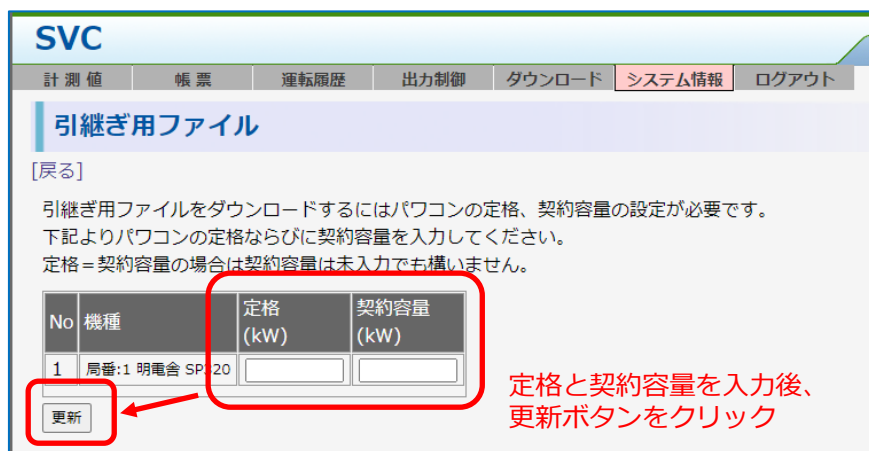 SVC
計 測 値 帳 票 運転履歴 出力制御 ダウンロード システム情報 ログアウト
引継ぎ用ファイル
[戻る]
引継ぎ用ファイルをダウンロードするにはパワコンの定格、契約容量の設定が必要です。
下記よりパワコンの定格ならびに契約容量を入力してください。
定格＝契約容量の場合は契約容量は未入力でも構いません。
No 機種 定格 (kW) 契約容量 (kW)
1 局番:1 明電舎 SP320
更新
定格と契約容量を入力後、
更新ボタンをクリック